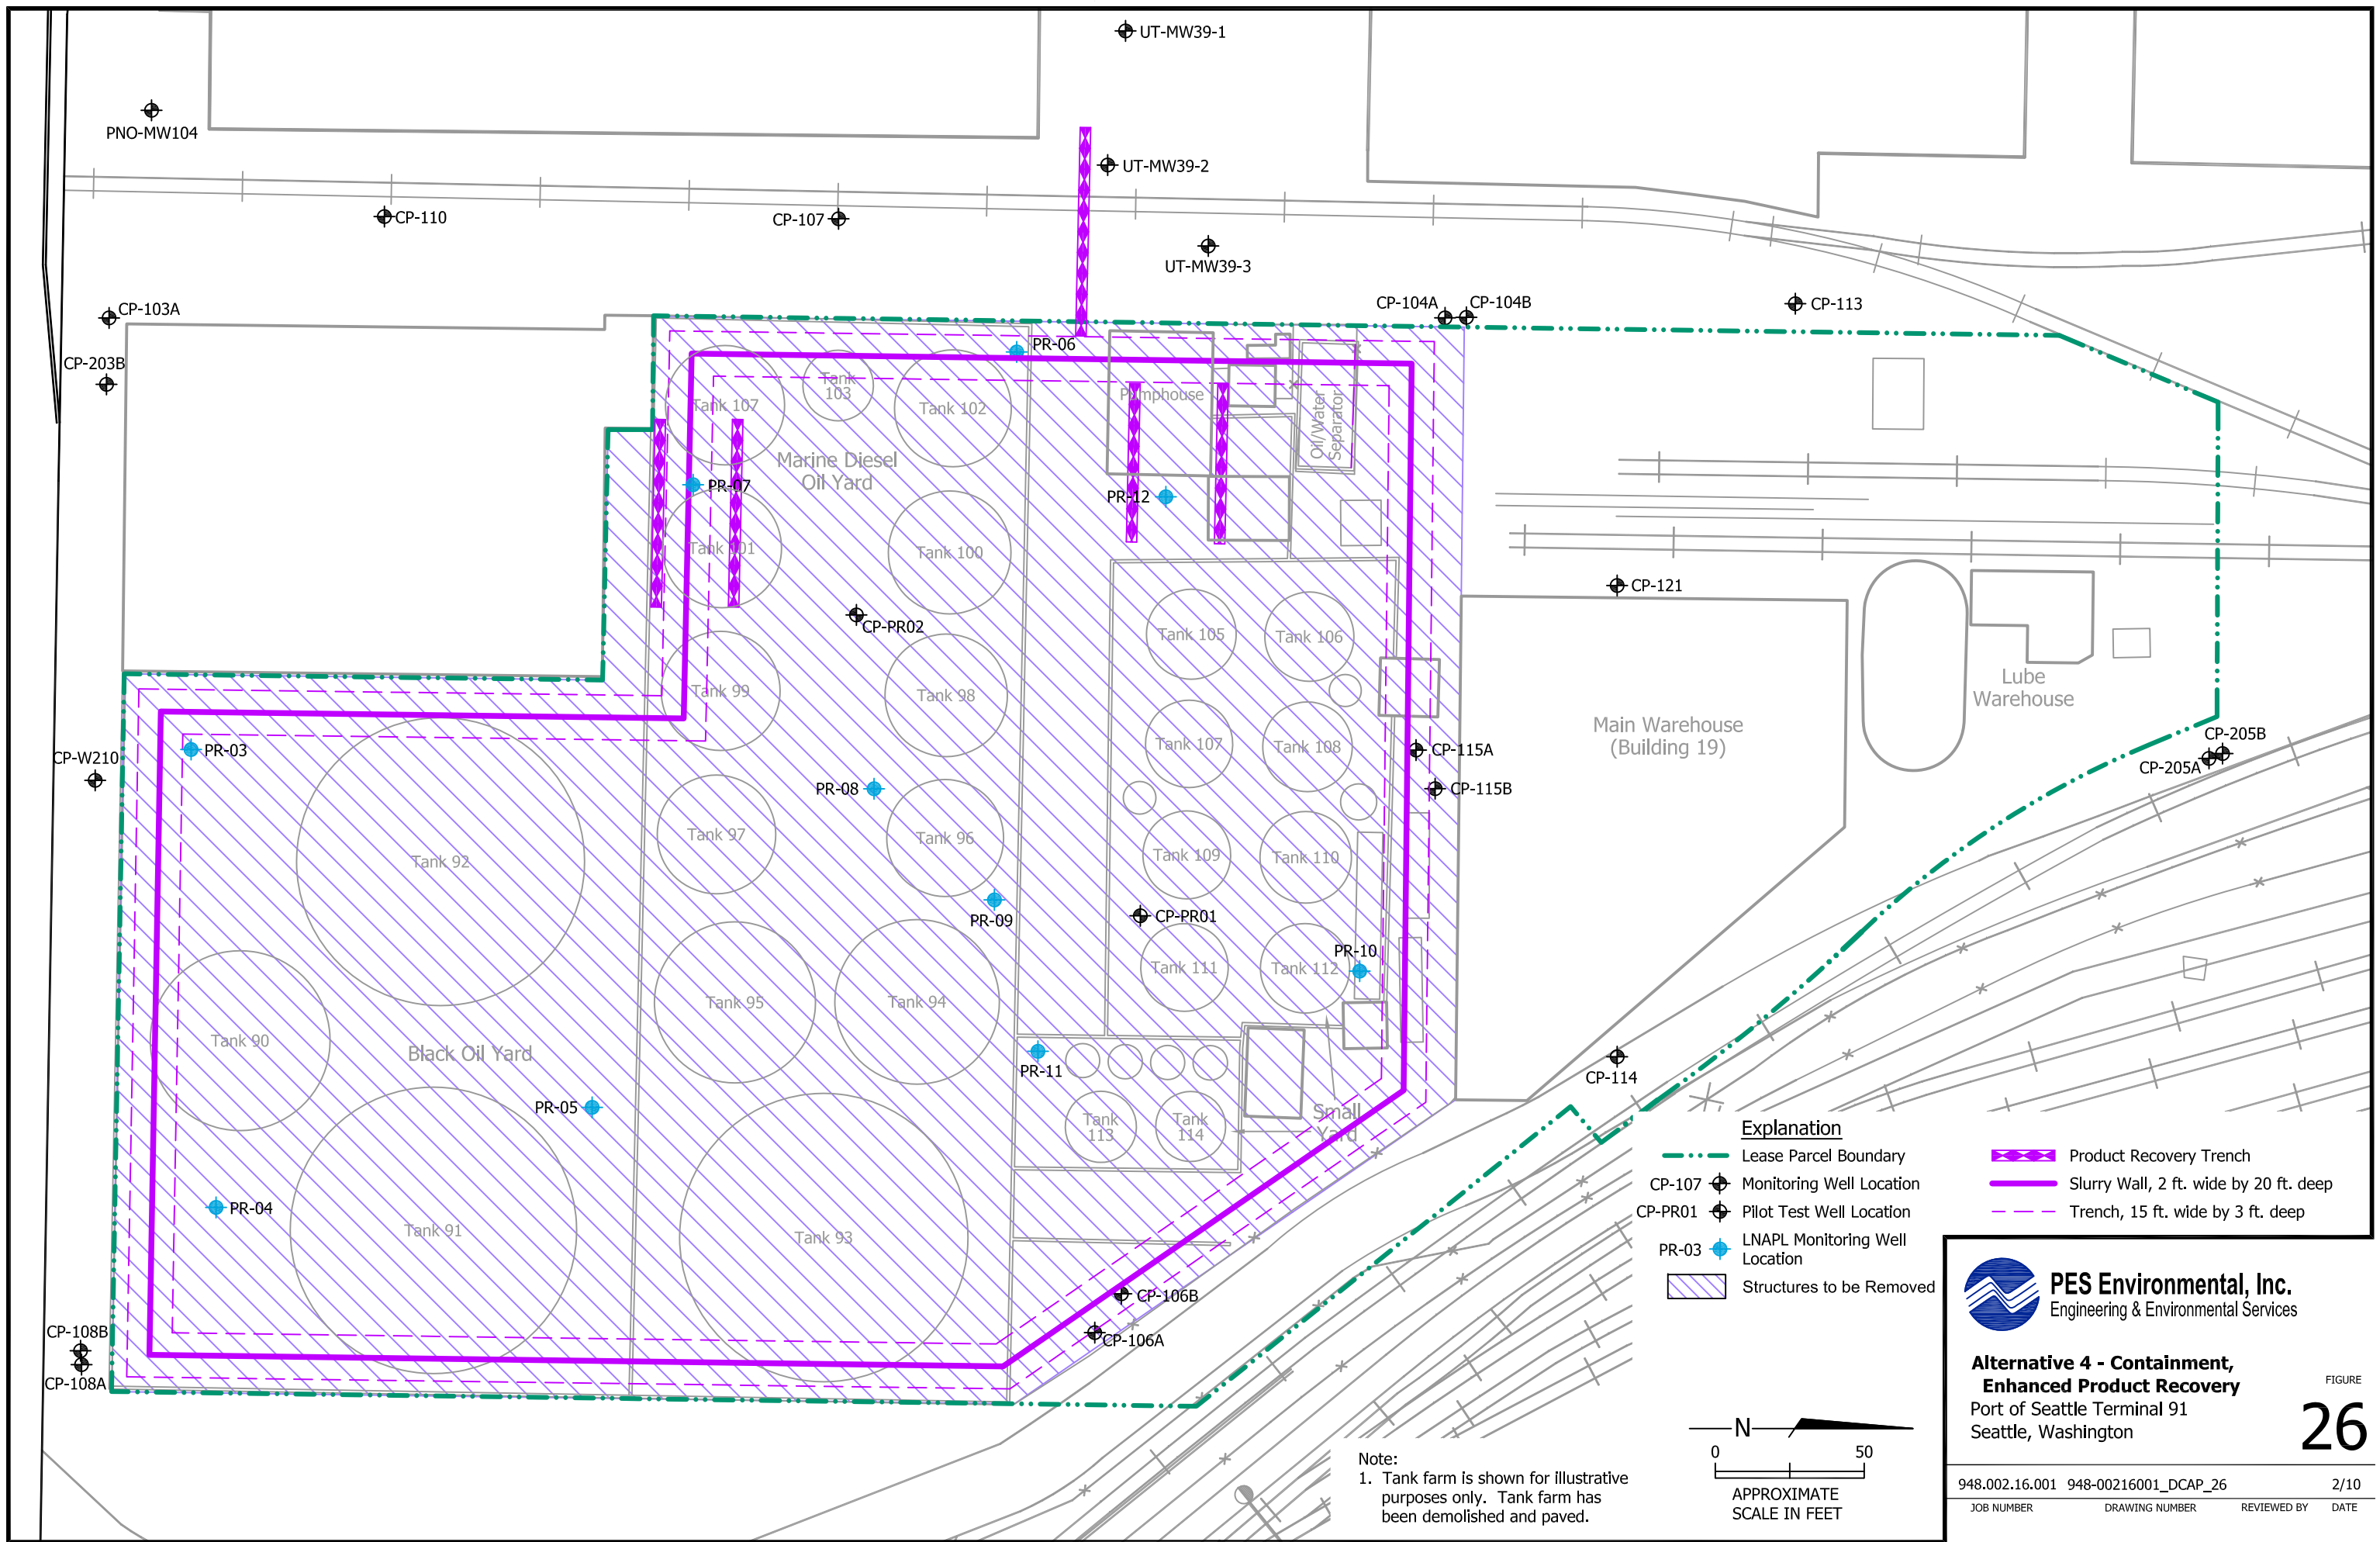 UT-MW39-1
PNO-MW104
UT-MW39-2
CP-110
CP-107
UT-MW39-3
CP-103A
CP-104A
CP-104B
CP-113
CP-203B
PR-06
Tank 107
Tank
103
Tank 102
Pumphouse
Oil/Water
Separator
Marine Diesel
Oil Yard
PR-07
PR-12
Tank 101
Tank 100
CP-121
CP-PR02
Tank 105
Tank 106
Tank 99
Tank 98
Lube
Warehouse
Main Warehouse
(Building 19)
PR-03
Tank 107
Tank 108
CP-115A
CP-205B
CP-205A
CP-W210
PR-08
CP-115B
Tank 97
Tank 96
Tank 92
Tank 109
Tank 110
PR-09
CP-PR01
PR-10
Tank 111
Tank 112
Tank 95
Tank 94
Tank 90
Black Oil Yard
PR-11
CP-114
PR-05
Tank
113
Tank
114
Small
Yard
PR-04
Tank 91
Tank 93
CP-106B
CP-106A
CP-108B
CP-108A
Explanation
Lease Parcel Boundary
CP-107 Monitoring Well Location
CP-PR01 Pilot Test Well Location
PR-03 LNAPL Monitoring Well
Location
Structures to be Removed
Product Recovery Trench
Slurry Wall, 2 ft. wide by 20 ft. deep
Trench, 15 ft. wide by 3 ft. deep
Note:
1. Tank farm is shown for illustrative
purposes only. Tank farm has
been demolished and paved.
N
0 50
APPROXIMATE
SCALE IN FEET
PES Environmental, Inc.
Engineering & Environmental Services
Alternative 4 - Containment,
Enhanced Product Recovery
Port of Seattle Terminal 91
Seattle, Washington
FIGURE
26
948.002.16.001 948-00216001_DCAP_26 2/10
JOB NUMBER DRAWING NUMBER REVIEWED BY DATE